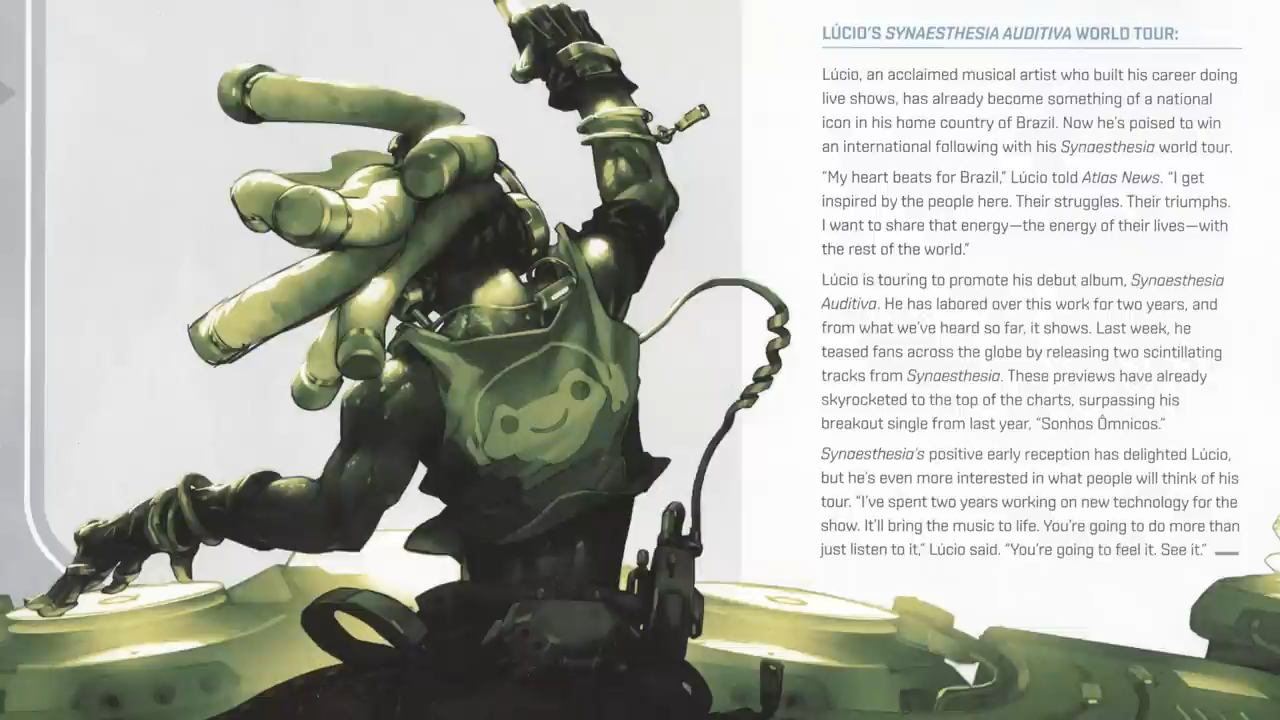 LÚCIO'S SYNAESTHESIA AUDITIVA WORLD TOUR:
Lúcio, an acclaimed musical artist who built his career doing
live shows, has already become something of a national
icon in his home country of Brazil. Now he's poised to win
an international following with his Synaesthesia world tour.
"My heart beats for Brazil," Lúcio told Atlas News. "I get
inspired by the people here. Their struggles. Their triumphs.
I want to share that energy—the energy of their lives—with
the rest of the world."
Lúcio is touring to promote his debut album, Synaesthesia
Auditiva. He has labored over this work for two years, and
from what we've heard so far, it shows. Last week, he
teased fans across the globe by releasing two scintillating
tracks from Synaesthesia. These previews have already
skyrocketed to the top of the charts, surpassing his
breakout single from last year, "Sonhos Ômnicos."
Synaesthesia's positive early reception has delighted Lúcio,
but he's even more interested in what people will think of his
tour. "I've spent two years working on new technology for the
show. It'll bring the music to life. You're going to do more than
just listen to it," Lúcio said. "You're going to feel it. See it."